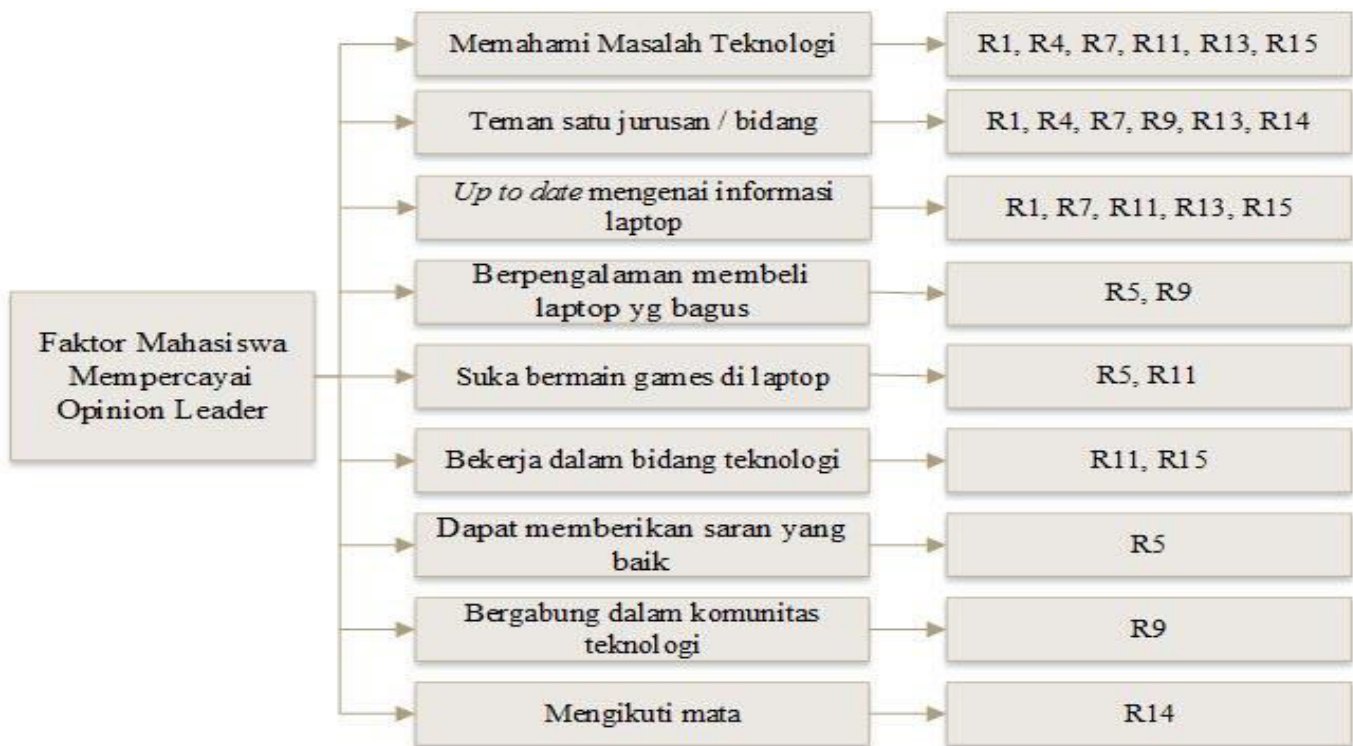 Faktor Mahasiswa
Mempercayai
Opinion Leader
Memahami Masalah Teknologi
R1, R4, R7, R11, R13, R15
Teman satu jurusan / bidang
R1, R4, R7, R9, R13, R14
Up to date mengenai informasi
laptop
R1, R7, R11, R13, R15
Berpengalaman membeli
laptop yg bagus
R5, R9
Suka bermain games di laptop
R5, R11
Bekerja dalam bidang teknologi
R11, R15
Dapat memberikan saran yang
baik
R5
Bergabung dalam komunitas
teknologi
R9
Mengikuti mata
R14